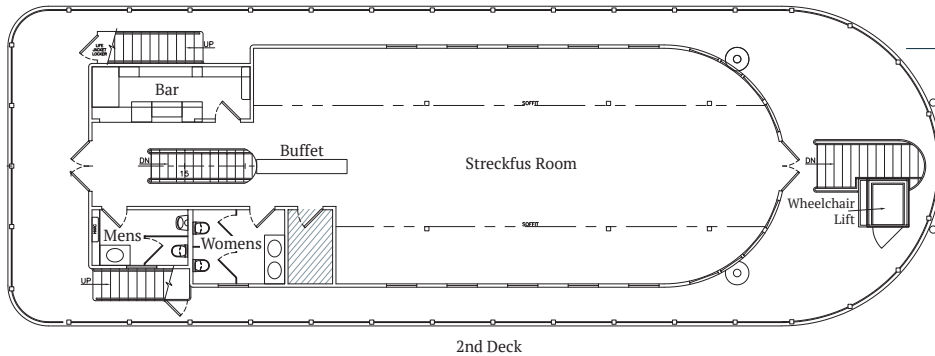 LIFE
JACKET
LOCKER
UP
Bar
SOFFIT
DN
15
Buffet
Streckfus Room
DN
Wheelchair
Lift
SOFFIT
Mens
Womens
UP
2nd Deck